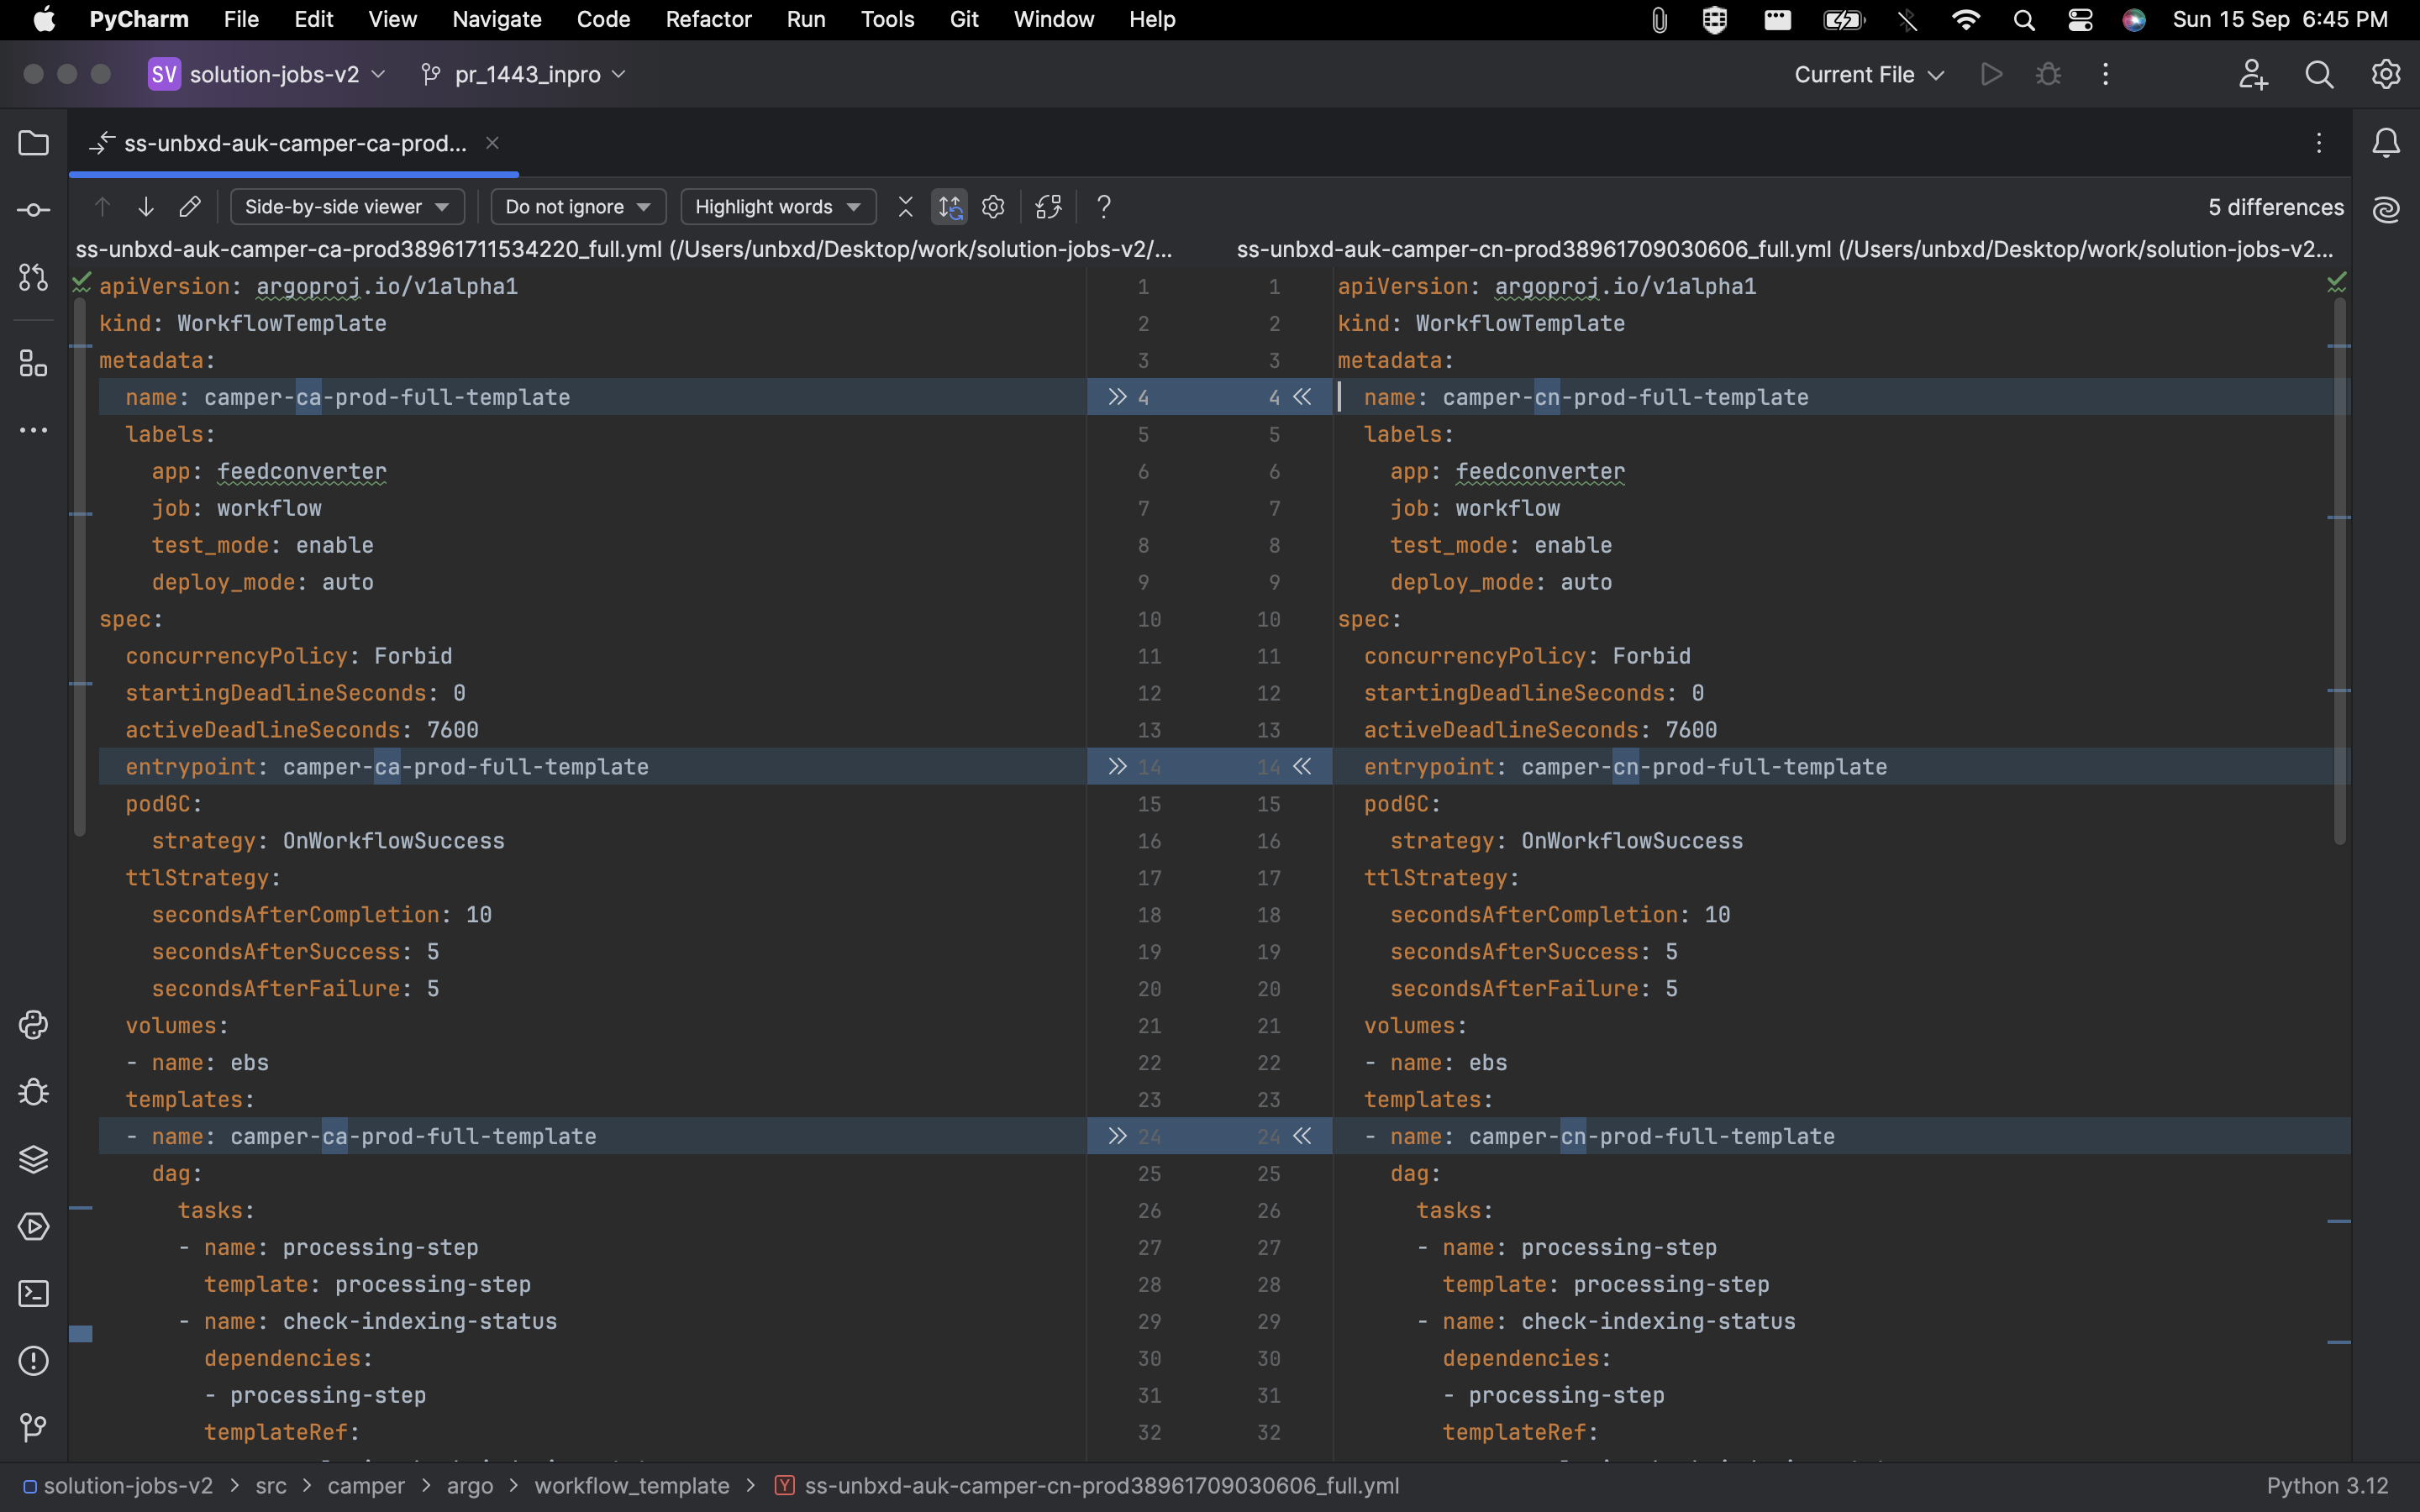 PyCharm File Edit View Navigate Code Refactor Run Tools Git Window Help Sun 15 Sep 6:45 PM
SV solution-jobs-v2 pr_1443_inpro Current File
ss-unbxd-auk-camper-ca-prod...
Side-by-side viewer Do not ignore Highlight words ? 5 differences
ss-unbxd-auk-camper-ca-prod38961711534220_full.yml (/Users/unbxd/Desktop/work/solution-jobs-v2/... ss-unbxd-auk-camper-cn-prod38961709030606_full.yml (/Users/unbxd/Desktop/work/solution-jobs-v2...
apiVersion: argoproj.io/v1alpha1 1 1 apiVersion: argoproj.io/v1alpha1
kind: WorkflowTemplate 2 2 kind: WorkflowTemplate
metadata: 3 3 metadata:
name: camper-ca-prod-full-template 4 4 name: camper-cn-prod-full-template
labels: 5 5 labels:
app: feedconverter 6 6 app: feedconverter
job: workflow 7 7 job: workflow
test_mode: enable 8 8 test_mode: enable
deploy_mode: auto 9 9 deploy_mode: auto
spec: 10 10 spec:
concurrencyPolicy: Forbid 11 11 concurrencyPolicy: Forbid
startingDeadlineSeconds: 0 12 12 startingDeadlineSeconds: 0
activeDeadlineSeconds: 7600 13 13 activeDeadlineSeconds: 7600
entrypoint: camper-ca-prod-full-template 14 14 entrypoint: camper-cn-prod-full-template
podGC: 15 15 podGC:
strategy: OnWorkflowSuccess 16 16 strategy: OnWorkflowSuccess
ttlStrategy: 17 17 ttlStrategy:
secondsAfterCompletion: 10 18 18 secondsAfterCompletion: 10
secondsAfterSuccess: 5 19 19 secondsAfterSuccess: 5
secondsAfterFailure: 5 20 20 secondsAfterFailure: 5
volumes: 21 21 volumes:
- name: ebs 22 22 - name: ebs
templates: 23 23 templates:
- name: camper-ca-prod-full-template 24 24 - name: camper-cn-prod-full-template
dag: 25 25 dag:
tasks: 26 26 tasks:
- name: processing-step 27 27 - name: processing-step
template: processing-step 28 28 template: processing-step
- name: check-indexing-status 29 29 - name: check-indexing-status
dependencies: 30 30 dependencies:
- processing-step 31 31 - processing-step
templateRef: 32 32 templateRef:
solution-jobs-v2 > src > camper > argo > workflow_template > ss-unbxd-auk-camper-cn-prod38961709030606_full.yml Python 3.12